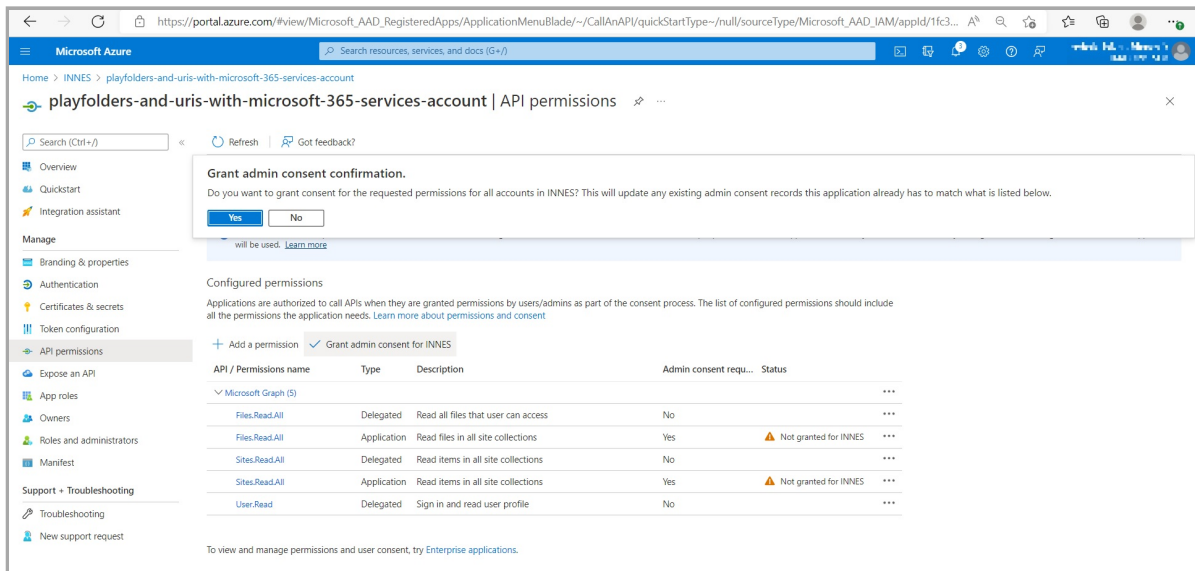 https://portal.azure.com/#view/Microsoft_AAD_RegisteredApps/ApplicationMenuBlade/~/CallAnAPI/quickStartType~/null/sourceType/Microsoft_AAD_IAM/appId/1fc3...
Microsoft Azure
Search resources, services, and docs (G+/)
3
Home > INNES > playfolders-and-uris-with-microsoft-365-services-account
playfolders-and-uris-with-microsoft-365-services-account | API permissions
Search (Ctrl+/)
Refresh
Got feedback?
Overview
Quickstart
Integration assistant
Manage
Branding & properties
Authentication
Certificates & secrets
Token configuration
API permissions
Expose an API
App roles
Owners
Roles and administrators
Manifest
Support + Troubleshooting
Troubleshooting
New support request
Grant admin consent confirmation.
Do you want to grant consent for the requested permissions for all accounts in INNES? This will update any existing admin consent records this application already has to match what is listed below.
Yes No
will be used. Learn more
Configured permissions
Applications are authorized to call APIs when they are granted permissions by users/admins as part of the consent process. The list of configured permissions should include
all the permissions the application needs. Learn more about permissions and consent
Add a permission Grant admin consent for INNES
API / Permissions name Type Description Admin consent requ... Status
Microsoft Graph (5)
Files.Read.All Delegated Read all files that user can access No
Files.Read.All Application Read files in all site collections Yes Not granted for INNES
Sites.Read.All Delegated Read items in all site collections No
Sites.Read.All Application Read items in all site collections Yes Not granted for INNES
User.Read Delegated Sign in and read user profile No
To view and manage permissions and user consent, try Enterprise applications.